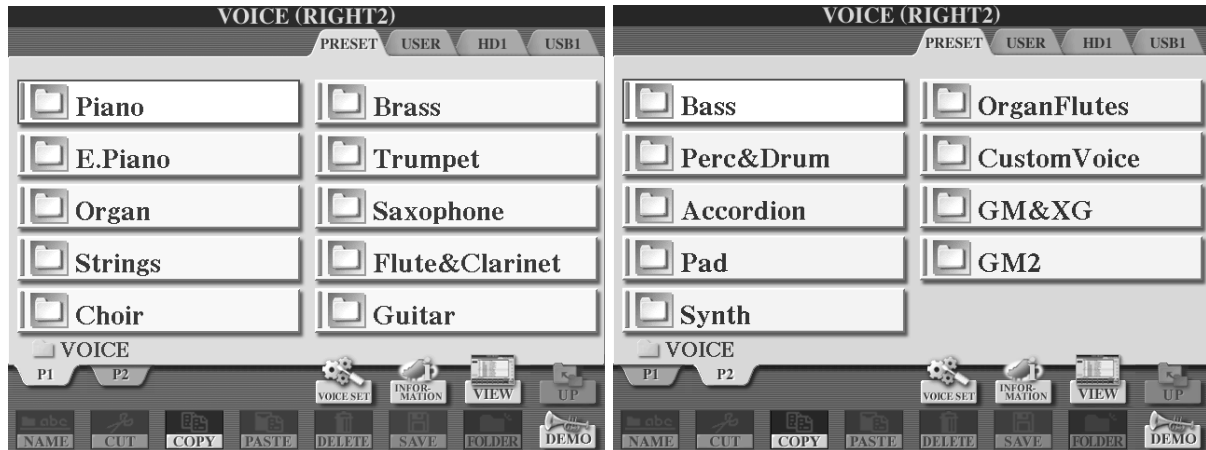 VOICE (RIGHT2)
PRESET USER HD1 USB1
Piano Brass
E.Piano Trumpet
Organ Saxophone
Strings Flute&Clarinet
Choir Guitar
VOICE
P1 P2
VOICE SET INFOR-MATION VIEW UP
abc
NAME CUT COPY PASTE DELETE SAVE FOLDER DEMO
VOICE (RIGHT2)
PRESET USER HD1 USB1
Bass OrganFlutes
Perc&Drum CustomVoice
Accordion GM&XG
Pad GM2
Synth
VOICE
P1 P2
VOICE SET INFOR-MATION VIEW UP
abc
NAME CUT COPY PASTE DELETE SAVE FOLDER DEMO